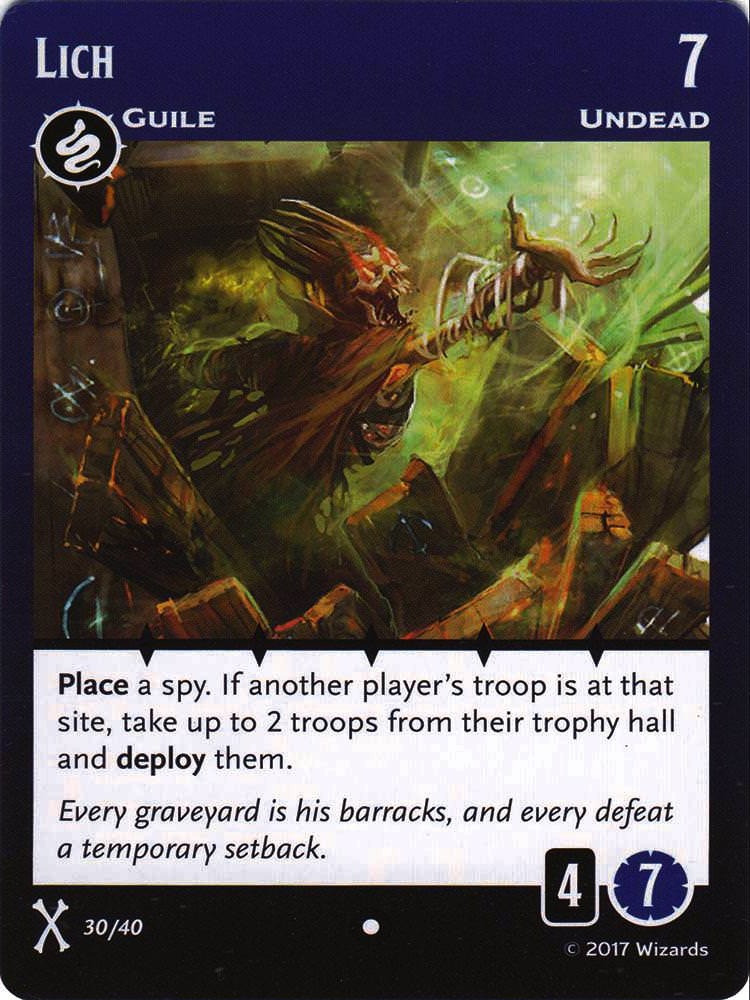 Lich 7
Guile Undead
Place a spy. If another player's troop is at that
site, take up to 2 troops from their trophy hall
and deploy them.
Every graveyard is his barracks, and every defeat
a temporary setback.
4 7
30/40
© 2017 Wizards